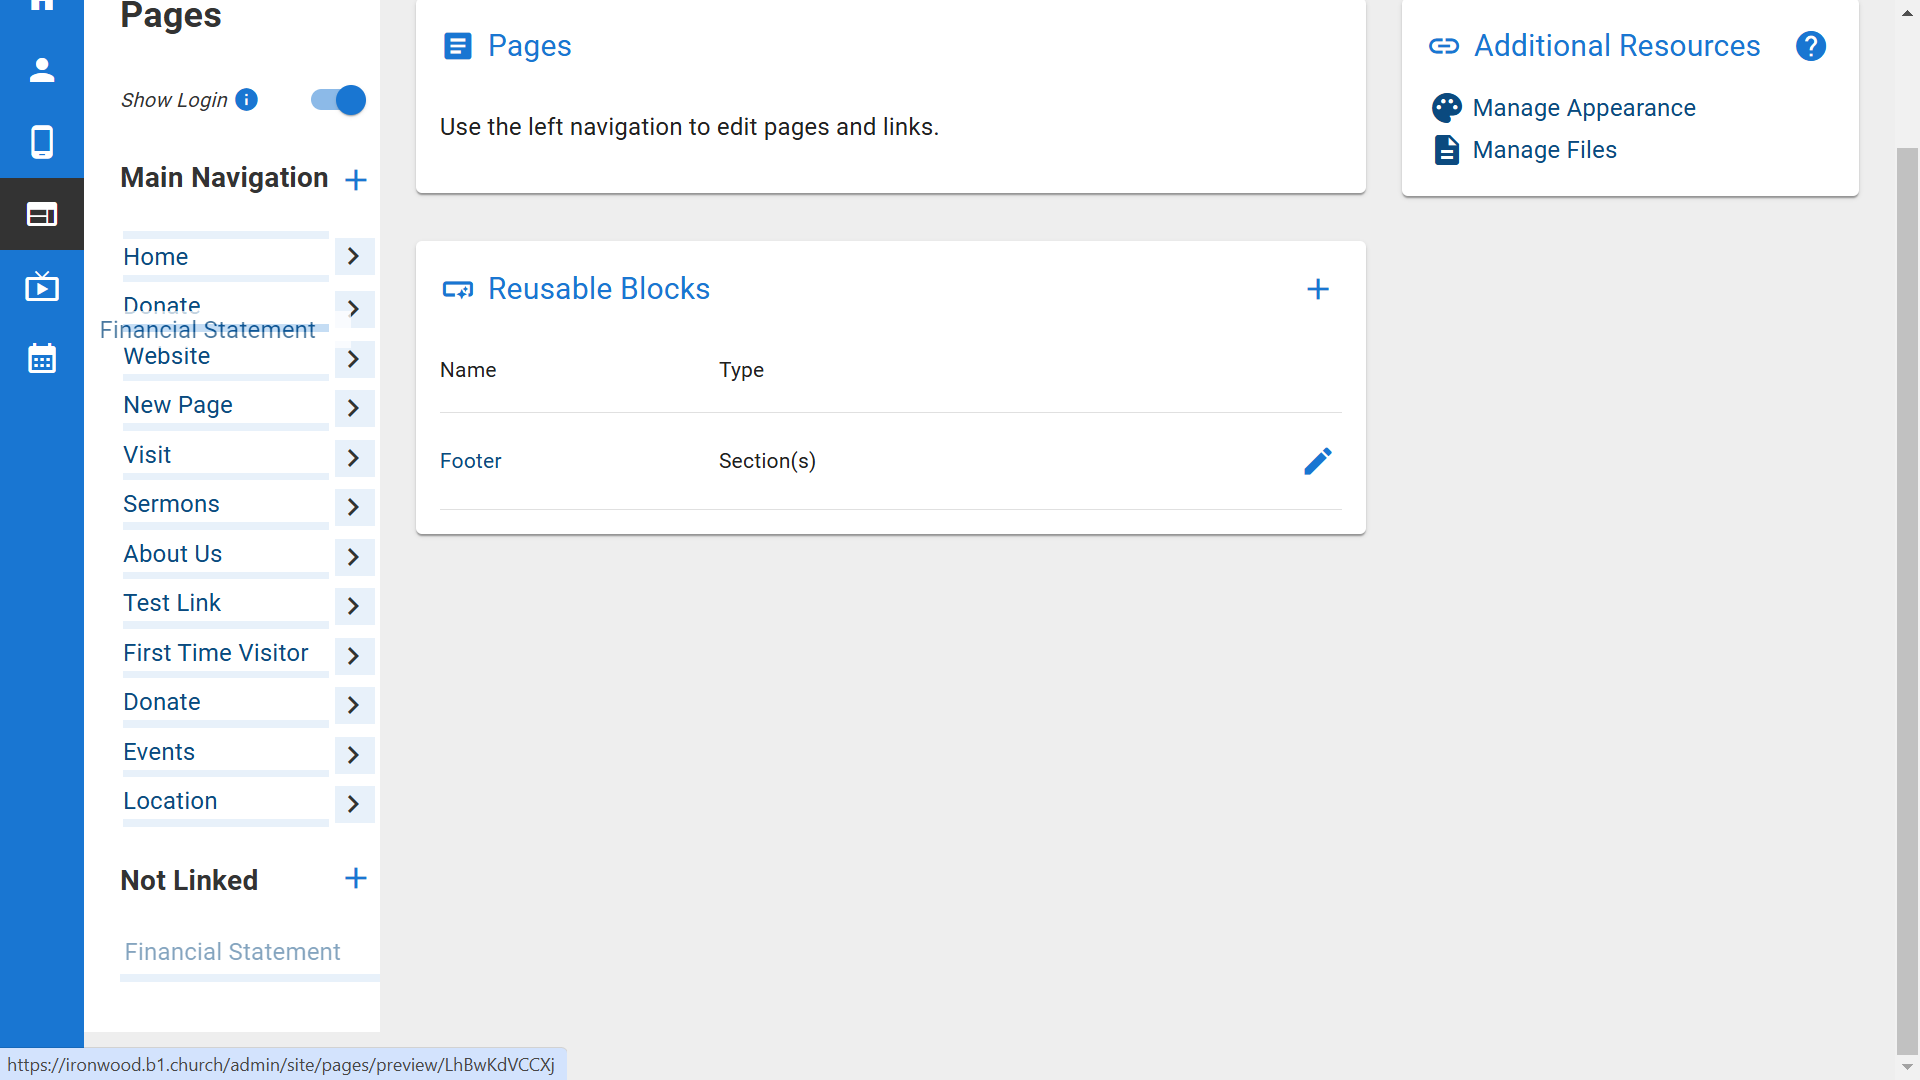 Pages
Show Login
Main Navigation
Home
Donate
Financial Statement
Website
New Page
Visit
Sermons
About Us
Test Link
First Time Visitor
Donate
Events
Location
Not Linked
Financial Statement
Pages
Use the left navigation to edit pages and links.
Reusable Blocks
Name Type
Footer Section(s)
Additional Resources
Manage Appearance
Manage Files
https://ironwood.b1.church/admin/site/pages/preview/LhBwKdVCCXj